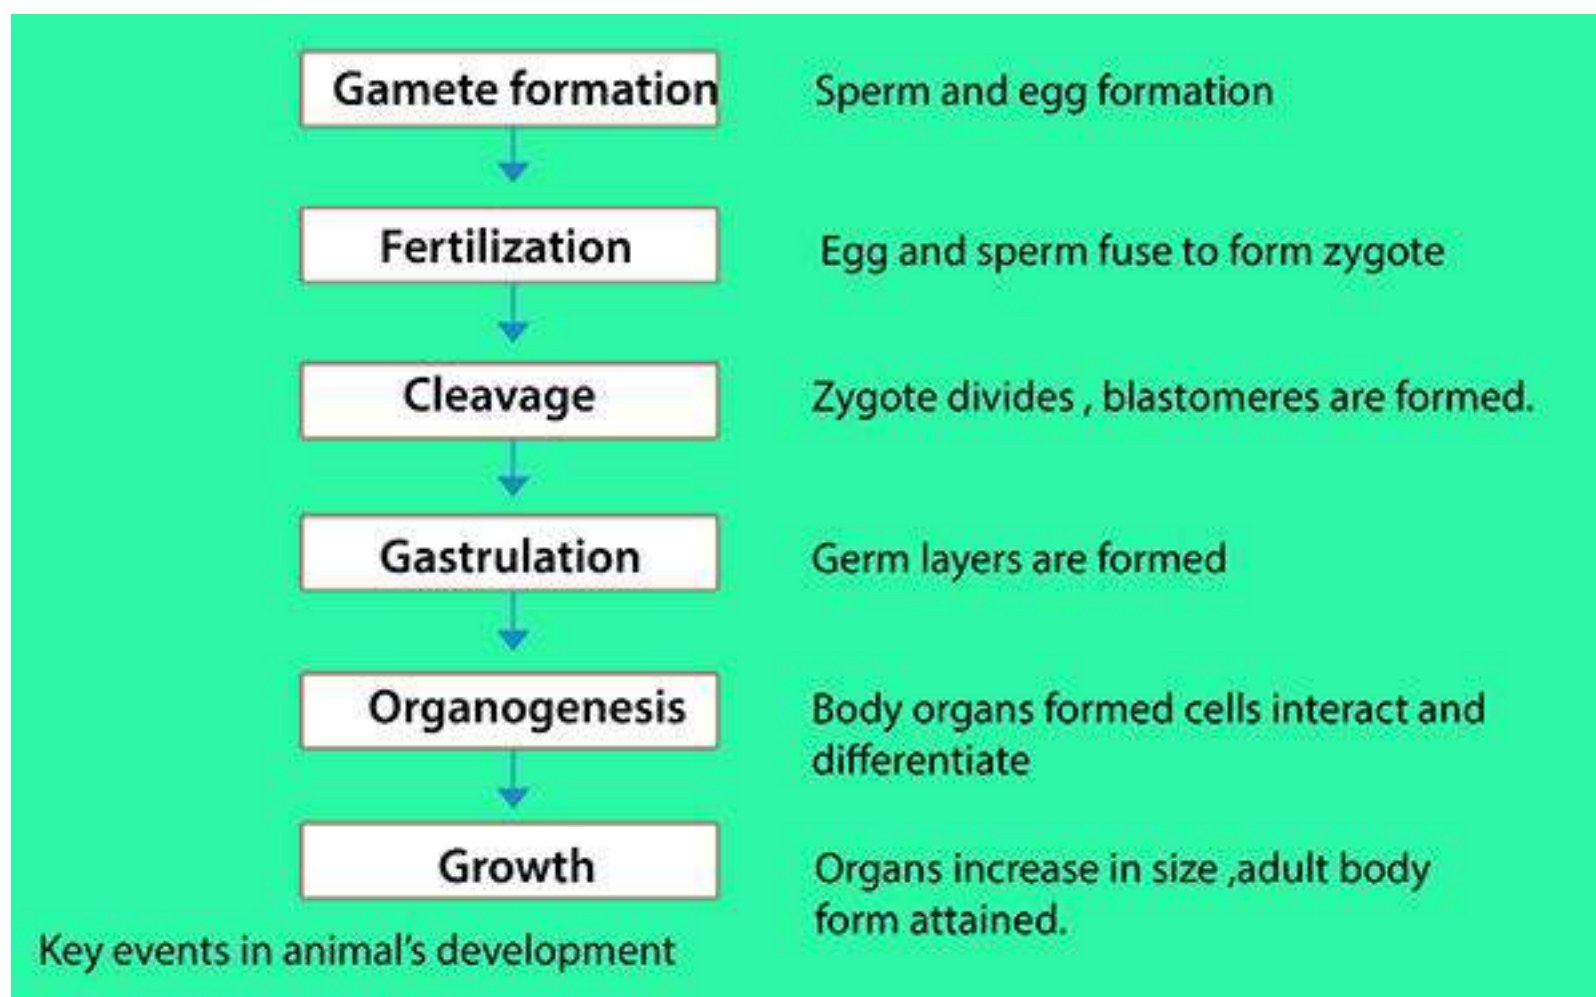 Gamete formation
Sperm and egg formation
Fertilization
Egg and sperm fuse to form zygote
Cleavage
Zygote divides , blastomeres are formed.
Gastrulation
Germ layers are formed
Organogenesis
Body organs formed cells interact and
differentiate
Growth
Organs increase in size ,adult body
form attained.
Key events in animal's development